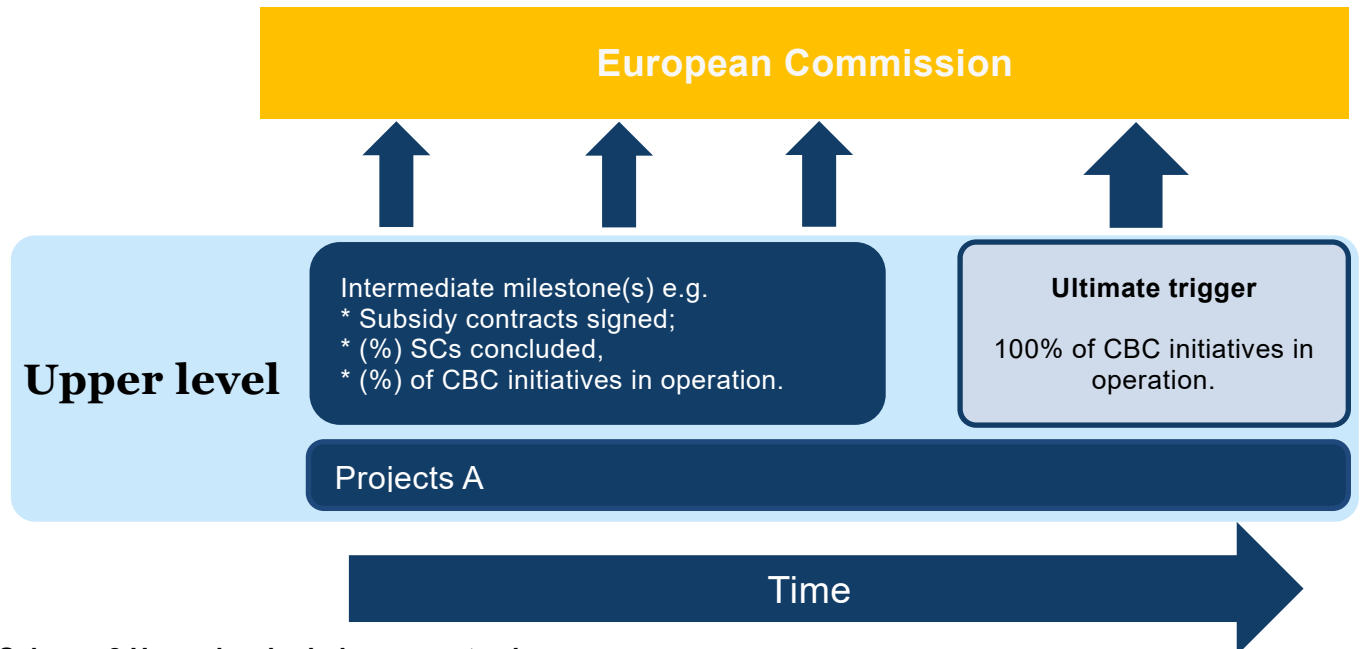 European Commission
Intermediate milestone(s) e.g.
* Subsidy contracts signed;
* (%) SCs concluded,
* (%) of CBC initiatives in operation.
Ultimate trigger
100% of CBC initiatives in
operation.
Upper level
Projects A
Time